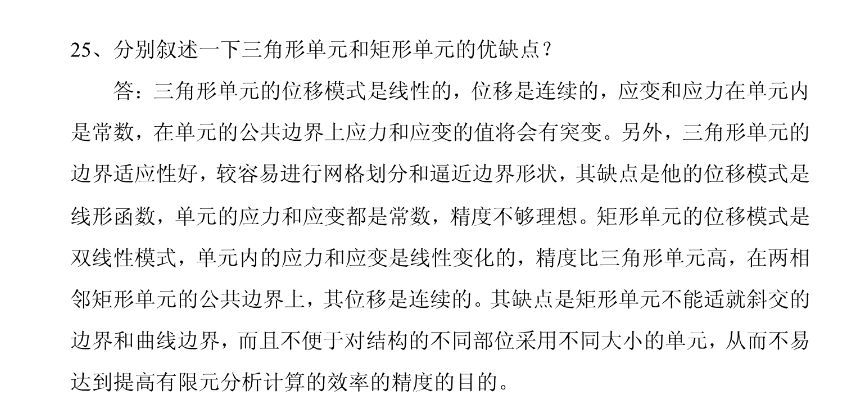 25、分别叙述一下三角形单元和矩形单元的优缺点？
答：三角形单元的位移模式是线性的，位移是连续的，应变和应力在单元内
是常数，在单元的公共边界上应力和应变的值将会有突变。另外，三角形单元的
边界适应性好，较容易进行网格划分和逼近边界形状，其缺点是他的位移模式是
线形函数，单元的应力和应变都是常数，精度不够理想。矩形单元的位移模式是
双线性模式，单元内的应力和应变是线性变化的，精度比三角形单元高，在两相
邻矩形单元的公共边界上，其位移是连续的。其缺点是矩形单元不能适就斜交的
边界和曲线边界，而且不便于对结构的不同部位采用不同大小的单元，从而不易
达到提高有限元分析计算的效率的精度的目的。